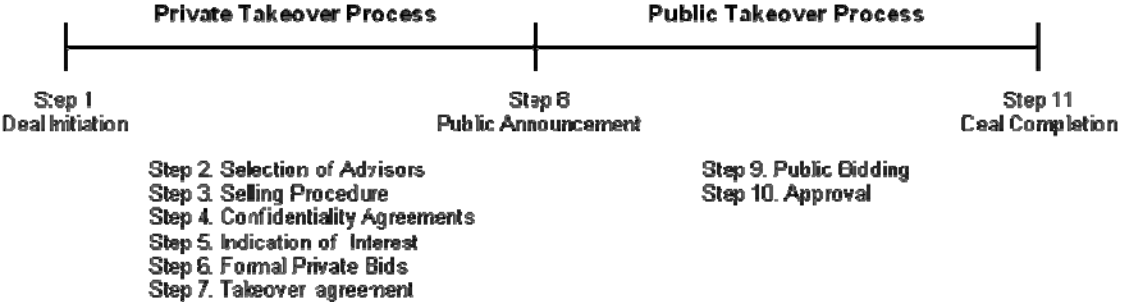 Private Takeover Process
Public Takeover Process
Step 1
Deal Initiation
Step 8
Public Announcement
Step 11
Deal Completion
Step 2. Selection of Advisors
Step 3. Selling Procedure
Step 4. Confidentiality Agreements
Step 5. Indication of Interest
Step 6. Formal Private Bids
Step 7. Takeover agreement
Step 9. Public Bidding
Step 10. Approval